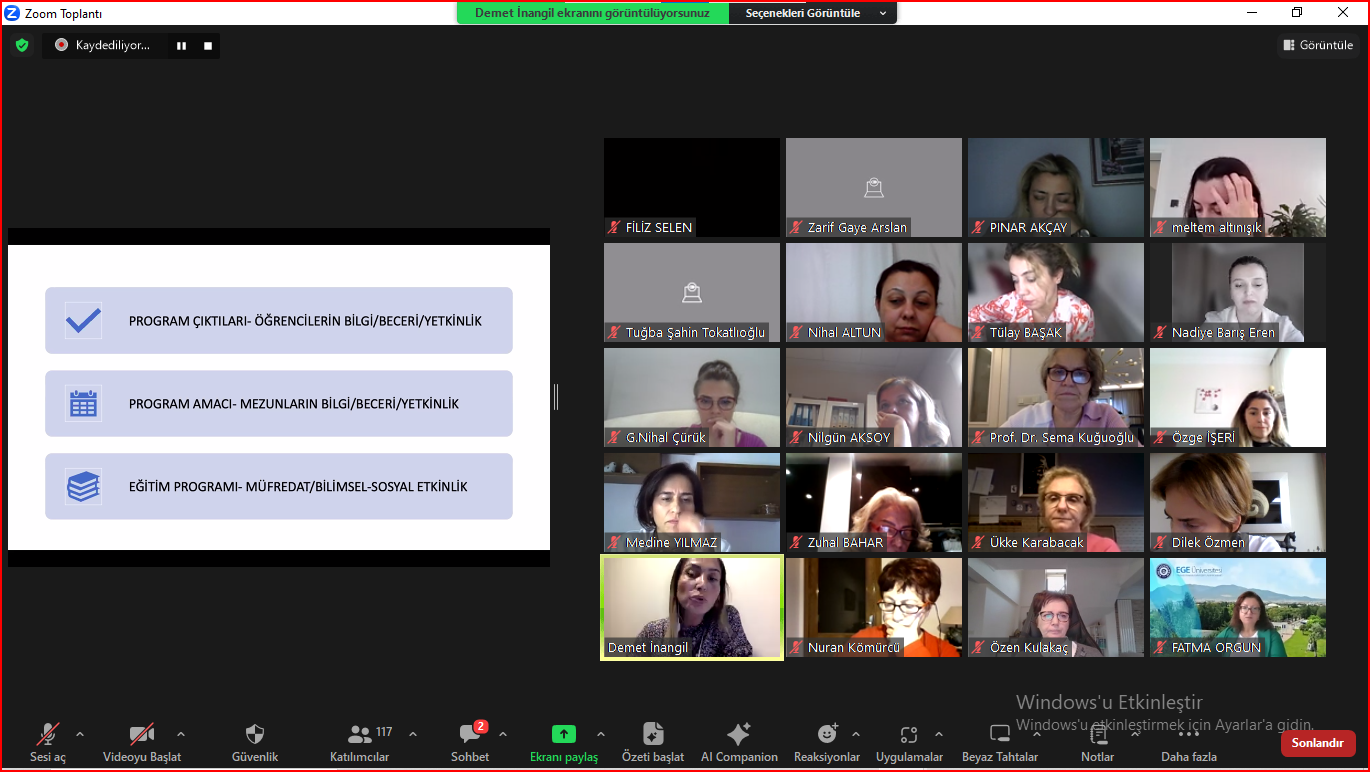 Zoom Toplantı
Demet İnangil ekranını görüntülüyorsunuz
Seçenekleri Görüntüle
Kaydediliyor...
Görüntüle
PROGRAM ÇIKTILARI- ÖĞRENCİLERİN BİLGİ/BECERİ/YETKİNLİK
PROGRAM AMACI- MEZUNLARIN BİLGİ/BECERİ/YETKİNLİK
EĞİTİM PROGRAMI- MÜFREDAT/BİLİMSEL-SOSYAL ETKİNLİK
FİLİZ SELEN
Zarif Gaye Arslan
PINAR AKÇAY
meltem altınışık
Tuğba Şahin Tokatlıoğlu
Nihal ALTUN
Tülay BAŞAK
Nadiye Barış Eren
G.Nihal Çürük
Nilgün AKSOY
Prof. Dr. Sema Kuğuoğlu
Özge İŞERİ
Medine YILMAZ
Zuhal BAHAR
Ükke Karabacak
Dilek Özmen
Demet İnangil
Nuran Kömürcü
Özen Kulakaç
EGE Üniversitesi
FATMA ORGUN
Windows'u Etkinleştir
Windows'u etkinleştirmek için Ayarlar'a gidin.
Sesi aç
Videoyu Başlat
Güvenlik
117
Katılımcılar
2
Sohbet
Ekranı paylaş
Özeti başlat
AI Companion
Reaksiyonlar
Uygulamalar
Beyaz Tahtalar
Notlar
Daha fazla
Sonlandır